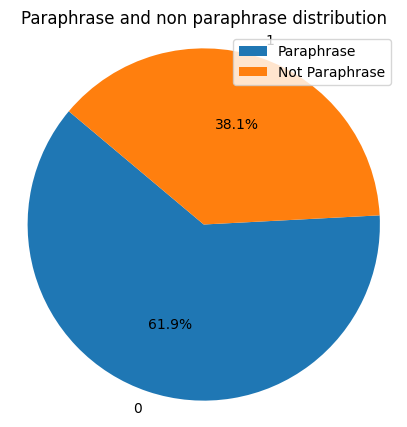 Paraphrase and non paraphrase distribution
1
Paraphrase
Not Paraphrase
38.1%
61.9%
0